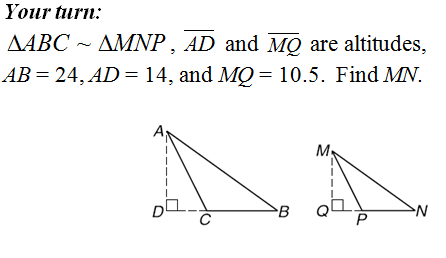 Your turn:
ΔABC ~ ΔMNP , AD and MQ are altitudes,
AB = 24, AD = 14, and MQ = 10.5. Find MN.
A
M
D
C
B
Q
P
N